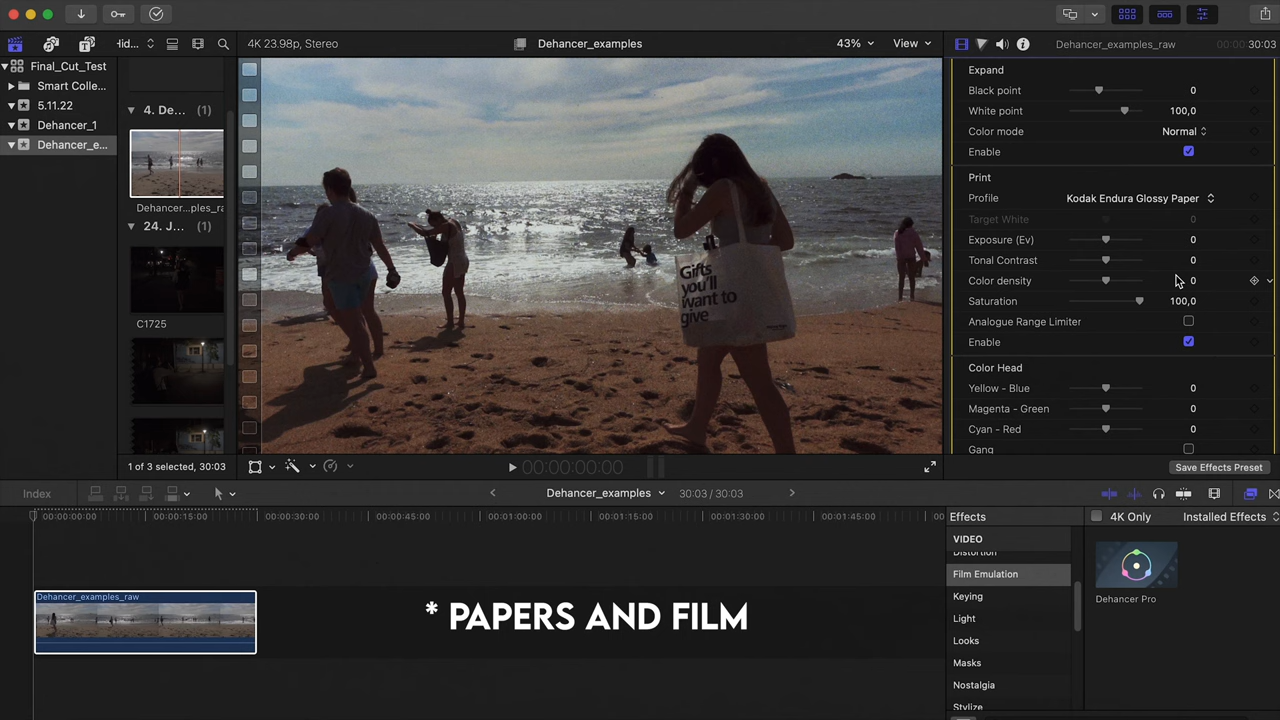 4K 23.98p, Stereo
Dehancer_examples
43%
View
Dehancer_examples_raw
00:00:30:03
Hid...
Final_Cut_Test
Smart Colle...
5.11.22
Dehancer_1
Dehancer_e...
4. De... (1)
Dehancer...ples_ra
24. J... (1)
C1725
1 of 3 selected, 30:03
Gifts
you'll
want to
give
Expand
Black point 0
White point 100,0
Color mode Normal
Enable
Print
Profile Kodak Endura Glossy Paper
Target White 0
Exposure (Ev) 0
Tonal Contrast 0
Color density 0
Saturation 100,0
Analogue Range Limiter
Enable
Color Head
Yellow - Blue 0
Magenta - Green 0
Cyan - Red 0
Gang
Save Effects Preset
00:00:00:00
Index
Dehancer_examples
30:03 / 30:03
00:00:00:00
00:00:15:00
00:00:30:00
00:00:45:00
00:01:00:00
00:01:15:00
00:01:30:00
00:01:45:00
00
Dehancer_examples_raw
* PAPERS AND FILM
Effects
4K Only
Installed Effects
VIDEO
Distortion
Film Emulation
Keying
Light
Looks
Masks
Nostalgia
Stylize
Dehancer Pro